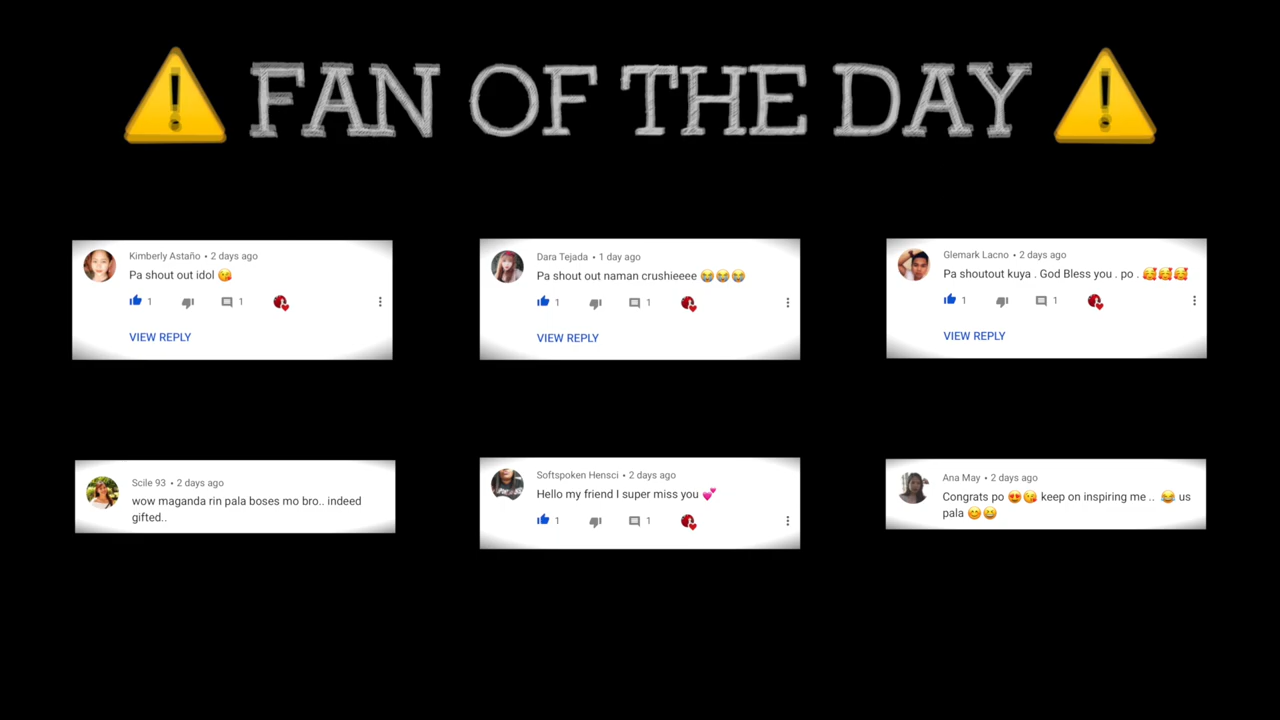 ⚠️ FAN OF THE DAY ⚠️
Kimberly Astaño • 2 days ago
Pa shout out idol 😘
1 1
VIEW REPLY
Dara Tejada • 1 day ago
Pa shout out naman crushieeee 😭😭😭
1 1
VIEW REPLY
Glemark Lacno • 2 days ago
Pa shoutout kuya . God Bless you . po . 🥰🥰🥰
1 1
VIEW REPLY
Scile 93 • 2 days ago
wow maganda rin pala boses mo bro.. indeed
gifted..
Softspoken Hensci • 2 days ago
Hello my friend I super miss you 💕
1 1
Ana May • 2 days ago
Congrats po 😍😘 keep on inspiring me .. 😂 us
pala 😊😆